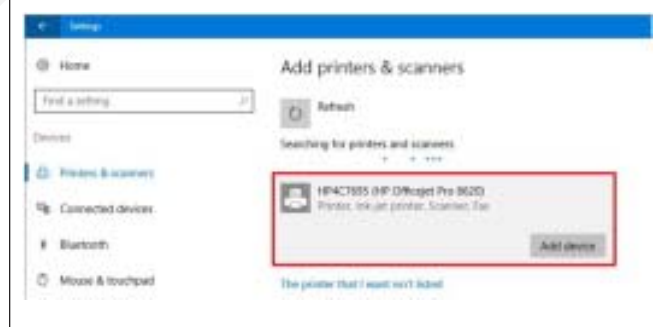 Settings
Home
Find a setting
Devices
Printers & scanners
Connected devices
Bluetooth
Mouse & touchpad
Add printers & scanners
Refresh
Searching for printers and scanners
(HP Officejet Pro 8620)
Printer, Ink-jet printer, Scanner, Fax
Add device
The printer that I want isn't listed